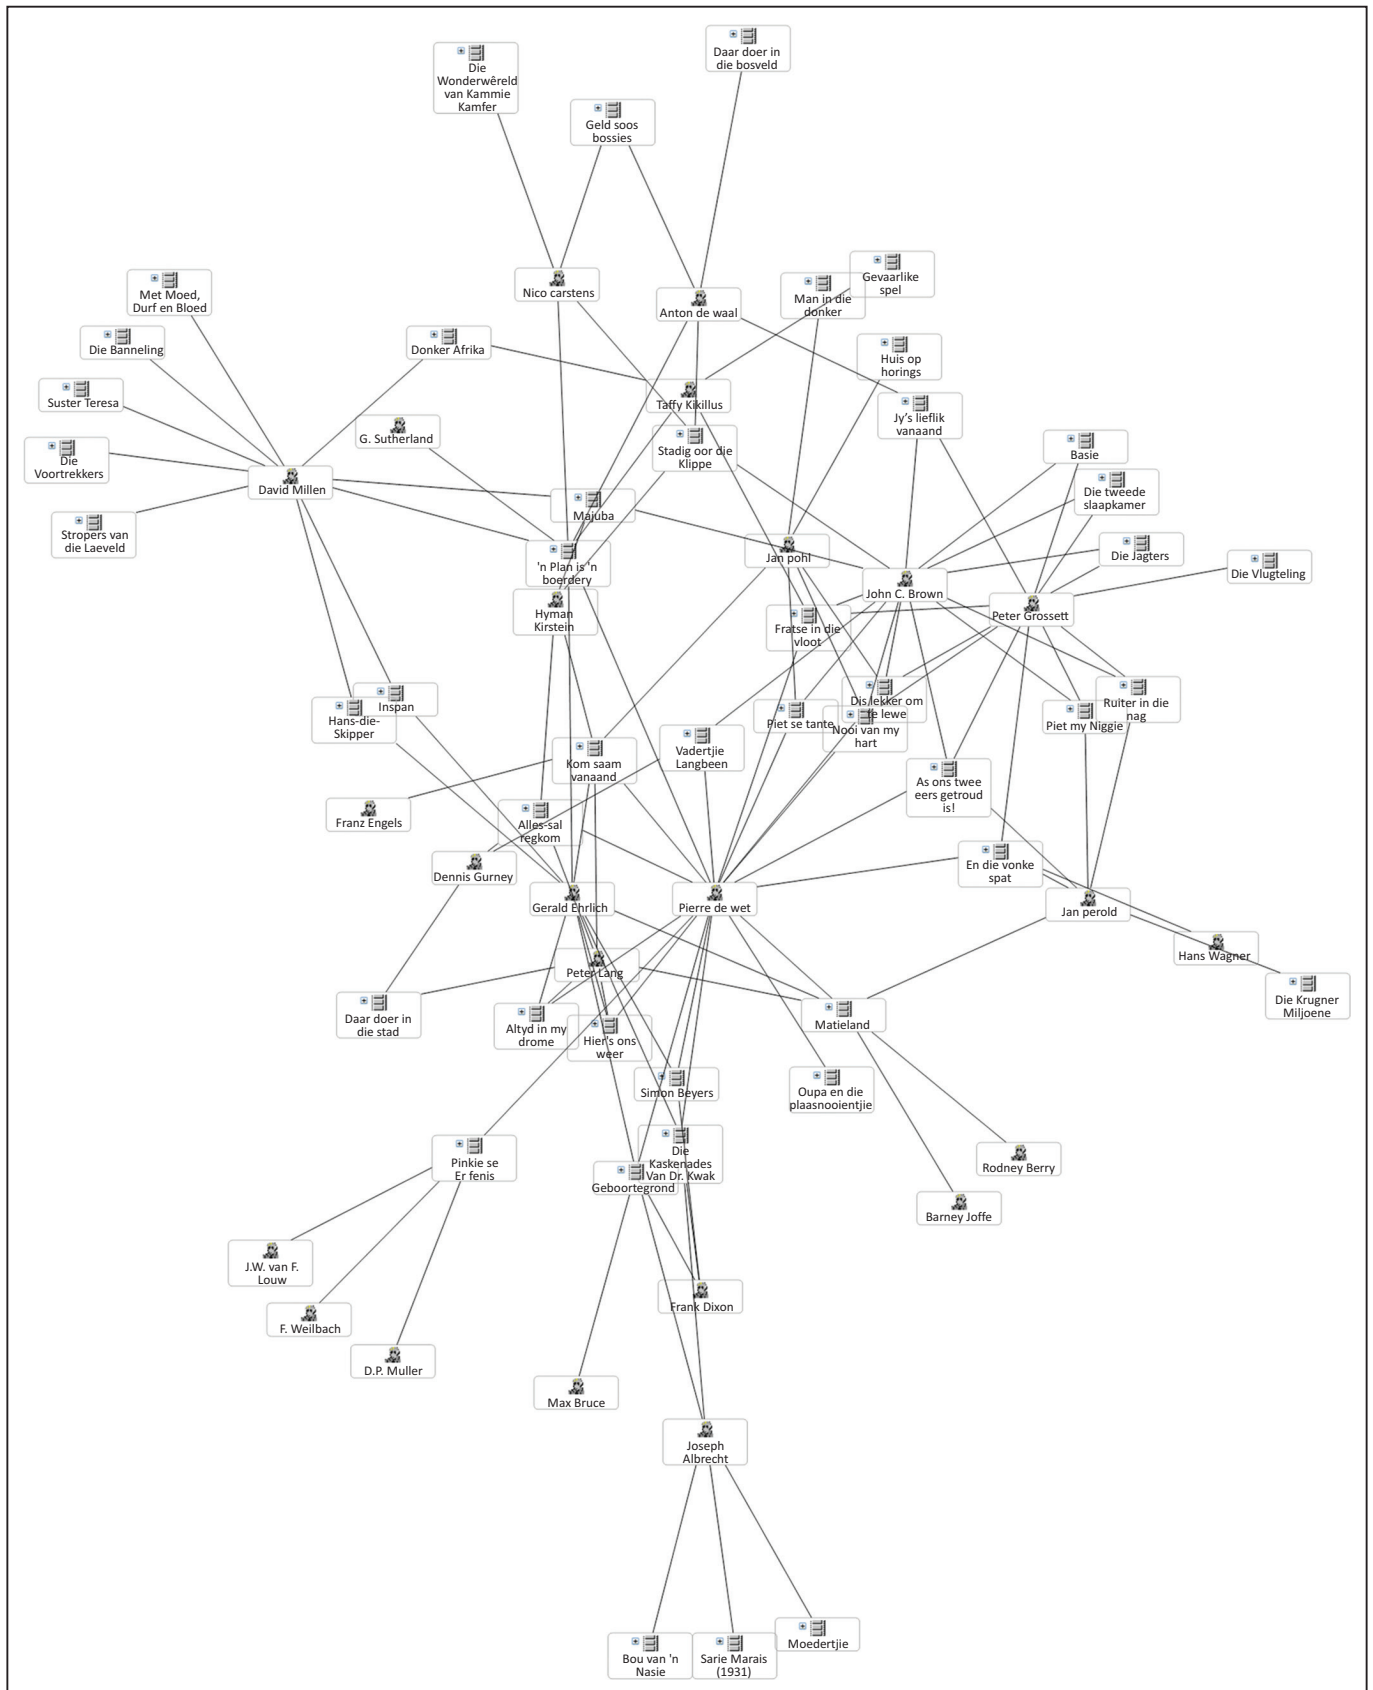 Daar doer in
die bosveld
Die
Wonderwêreld
van Kammie
Kamfer
Geld soos
bossies
Nico carstens
Anton de waal
Gevaarlike
spel
Man in die
donker
Met Moed,
Durf en Bloed
Die Banneling
Donker Afrika
Huis op
horings
Suster Teresa
Taffy Kikillus
Jy's lieflik
vanaand
G. Sutherland
Stadig oor die
Klippe
Basie
Die
Voortrekkers
David Millen
Die tweede
slaapkamer
Majuba
Stropers van
die Laeveld
Jan pohl
Die Jagters
Die Vlugteling
'n Plan is 'n
boerdery
John C. Brown
Hyman
Kirstein
Peter Grossett
Fratse in die
vloot
Inspan
Hans-die-
Skipper
Dis lekker om
te lewe
Ruiter in die
nag
Piet se tante
Nooi van my
hart
Piet my Niggie
Kom saam
vanaand
Vadertjie
Langbeen
As ons twee
eers getroud
is!
Franz Engels
Alles sal
regkom
Dennis Gurney
En die vonke
spat
Gerald Ehrlich
Pierre de wet
Jan perold
Hans Wagner
Peter Lang
Die Krugner
Miljoene
Daar doer in
die stad
Altyd in my
drome
Hier's ons
weer
Matieland
Simon Beyers
Oupa en die
plaasnooientjie
Pinkie se
Er fenis
Die
Kaskenades
Van Dr. Kwak
Geboortegrond
Rodney Berry
Barney Joffe
J.W. van F.
Louw
F. Weilbach
Frank Dixon
D.P. Muller
Max Bruce
Joseph
Albrecht
Moedertjie
Bou van 'n
Nasie
Sarie Marais
(1931)